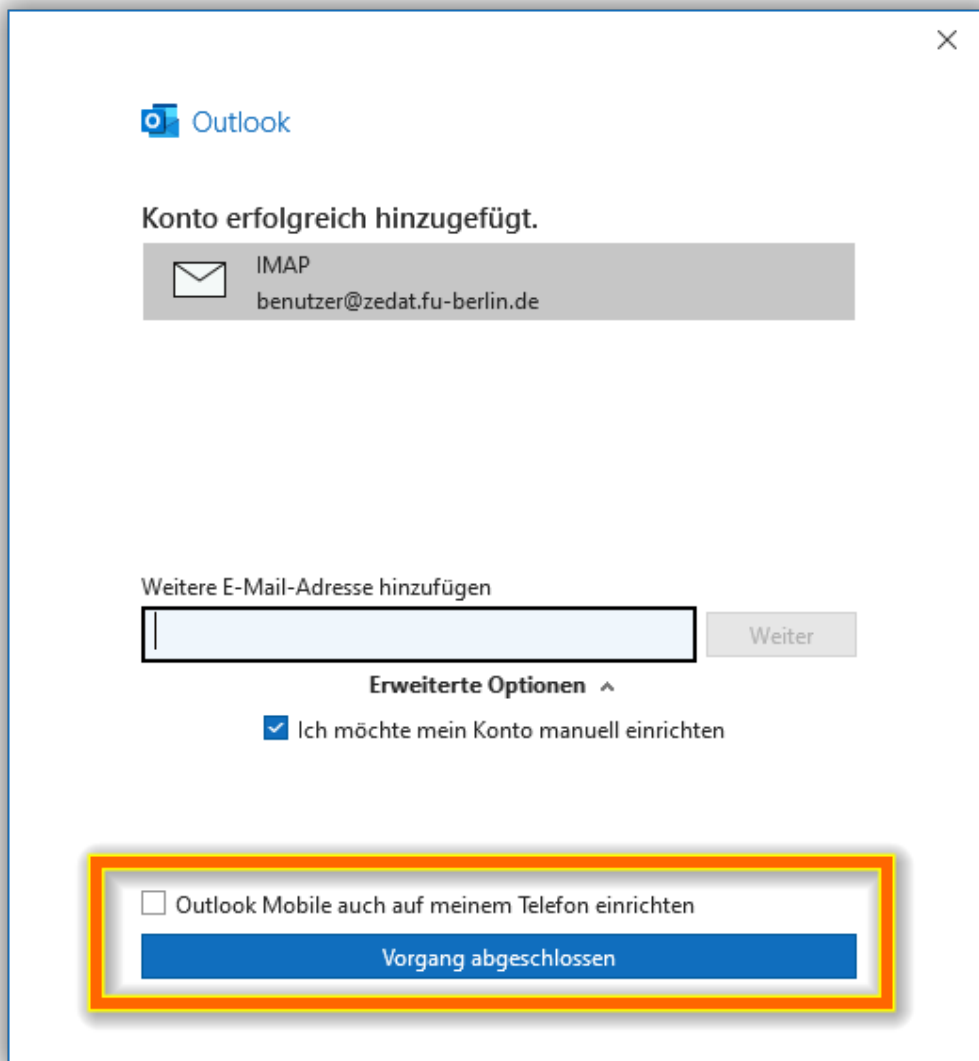 Outlook
Konto erfolgreich hinzugefügt.
IMAP
benutzer@zedat.fu-berlin.de
Weitere E-Mail-Adresse hinzufügen
Weiter
Erweiterte Optionen
Ich möchte mein Konto manuell einrichten
Outlook Mobile auch auf meinem Telefon einrichten
Vorgang abgeschlossen